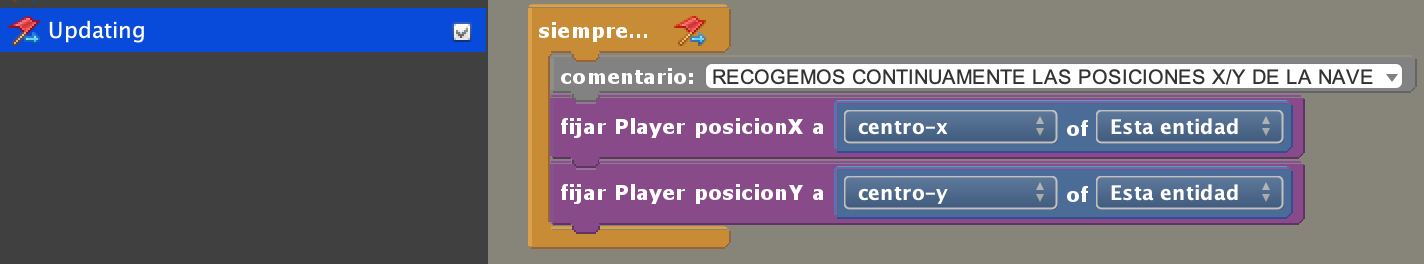 Updating
siempre...
comentario: RECOGEMOS CONTINUAMENTE LAS POSICIONES X/Y DE LA NAVE
fijar Player posicionX a centro-x of Esta entidad
fijar Player posicionY a centro-y of Esta entidad